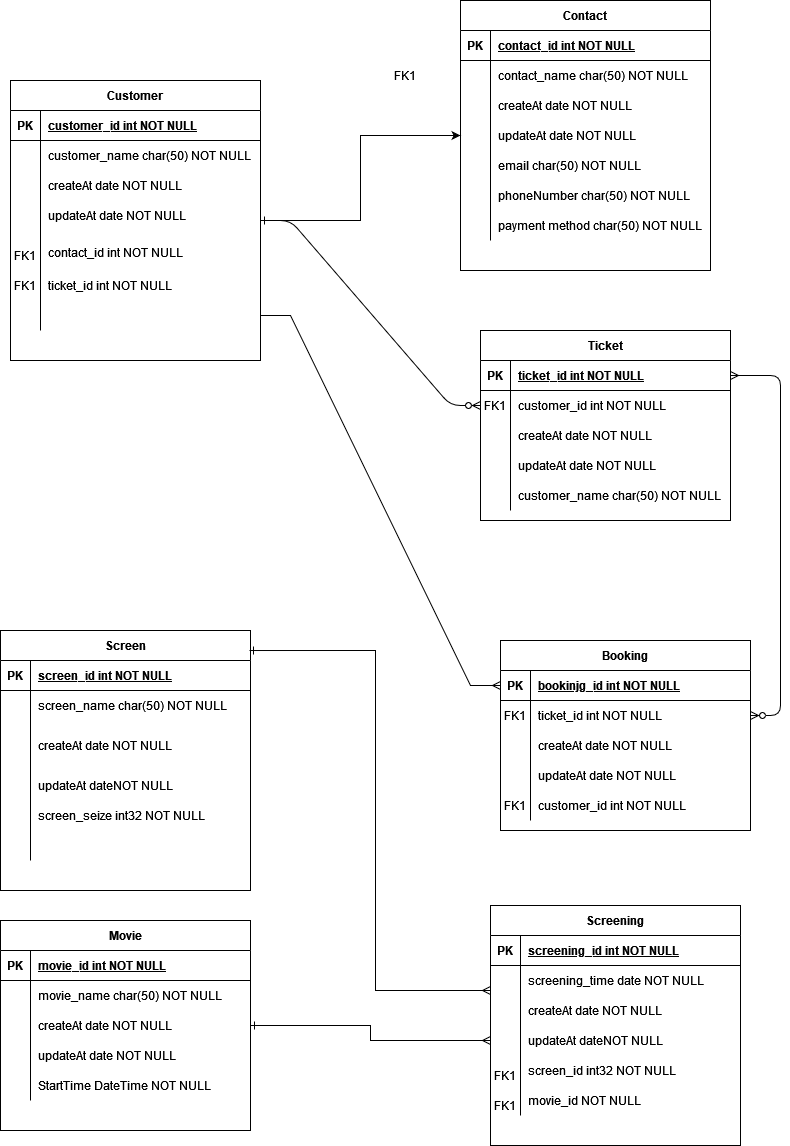 Contact
PK contact_id int NOT NULL
contact_name char(50) NOT NULL
createAt date NOT NULL
updateAt date NOT NULL
email char(50) NOT NULL
phoneNumber char(50) NOT NULL
payment method char(50) NOT NULL
FK1
Customer
PK customer_id int NOT NULL
customer_name char(50) NOT NULL
createAt date NOT NULL
updateAt date NOT NULL
FK1 contact_id int NOT NULL
FK1 ticket_id int NOT NULL
Ticket
PK ticket_id int NOT NULL
FK1 customer_id int NOT NULL
createAt date NOT NULL
updateAt date NOT NULL
customer_name char(50) NOT NULL
Screen
PK screen_id int NOT NULL
screen_name char(50) NOT NULL
createAt date NOT NULL
updateAt dateNOT NULL
screen_seize int32 NOT NULL
Booking
PK bookinjg_id int NOT NULL
FK1 ticket_id int NOT NULL
createAt date NOT NULL
updateAt date NOT NULL
FK1 customer_id int NOT NULL
Movie
PK movie_id int NOT NULL
movie_name char(50) NOT NULL
createAt date NOT NULL
updateAt date NOT NULL
StartTime DateTime NOT NULL
Screening
PK screening_id int NOT NULL
screening_time date NOT NULL
createAt date NOT NULL
updateAt dateNOT NULL
FK1 screen_id int32 NOT NULL
FK1 movie_id NOT NULL